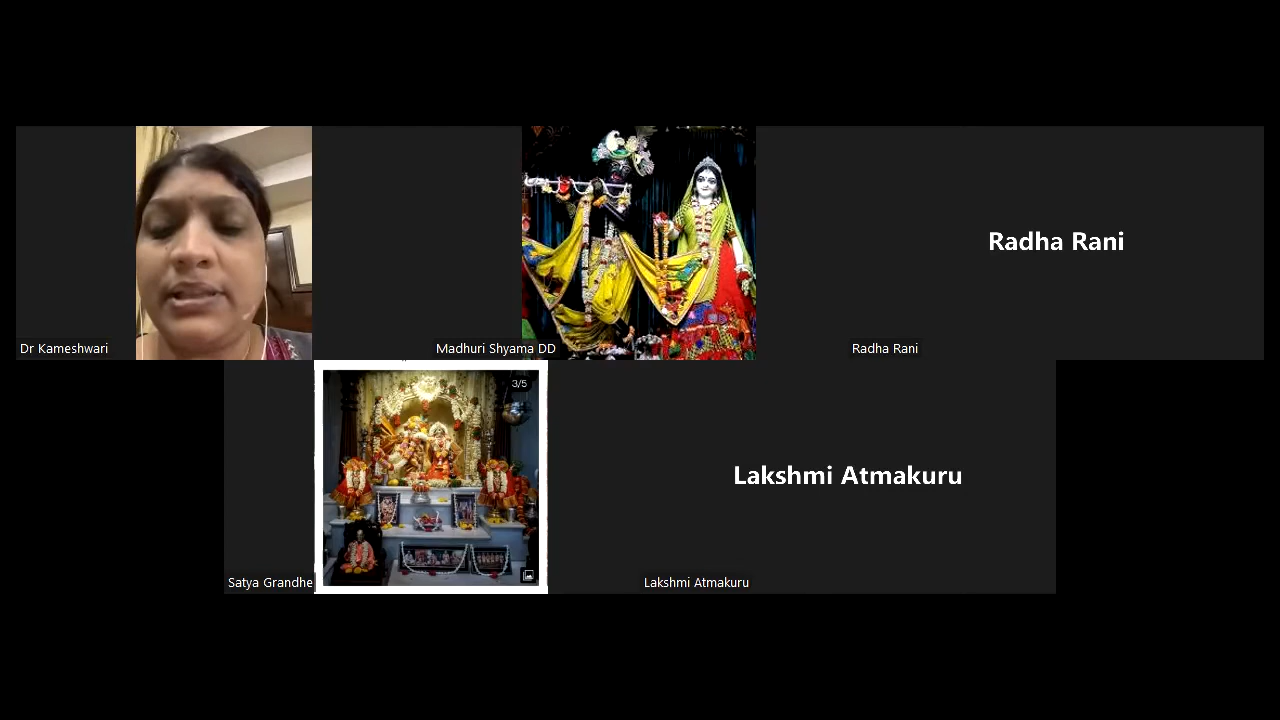 Radha Rani
Dr Kameshwari
Madhuri Shyama DD
Radha Rani
3/5
Lakshmi Atmakuru
Satya Grandhe
Lakshmi Atmakuru